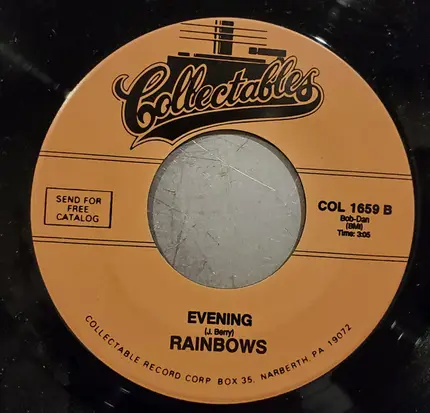 Collectables
SEND FOR
FREE
CATALOG
COL 1659 B
Bob-Dan
(BMI)
Time: 3:05
EVENING
(J. Berry)
RAINBOWS
COLLECTABLE RECORD CORP BOX 35, NARBERTH, PA 19072